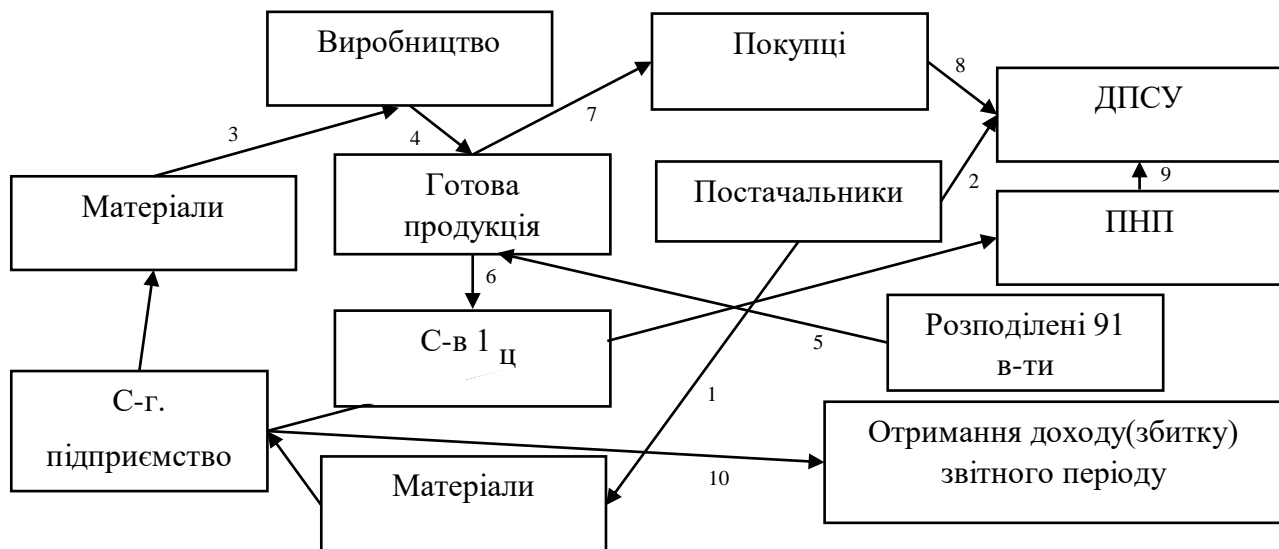 Виробництво
Покупці
8
ДПСУ
3
4
7
Матеріали
Готова
продукція
Постачальники
2
9
ПНП
6
С-в 1 ц
5
Розподілені 91
в-ти
1
С-г.
підприємство
Отримання доходу(збитку)
звітного періоду
10
Матеріали